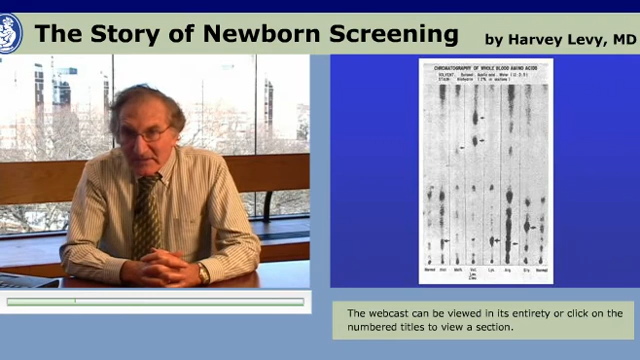 The Story of Newborn Screening by Harvey Levy, MD
CHROMATOGRAPHY OF WHOLE BLOOD AMINO ACIDS
The webcast can be viewed in its entirety or click on the
numbered titles to view a section.